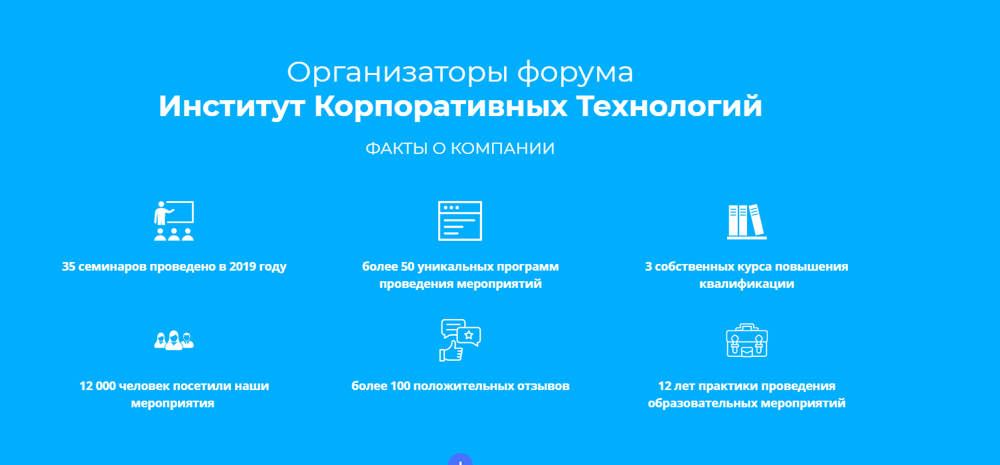 Организаторы форума
Институт Корпоративных Технологий
ФАКТЫ О КОМПАНИИ
35 семинаров проведено в 2019 году
более 50 уникальных программ
проведения мероприятий
3 собственных курса повышения
квалификации
12 000 человек посетили наши
мероприятия
более 100 положительных отзывов
12 лет практики проведения
образовательных мероприятий